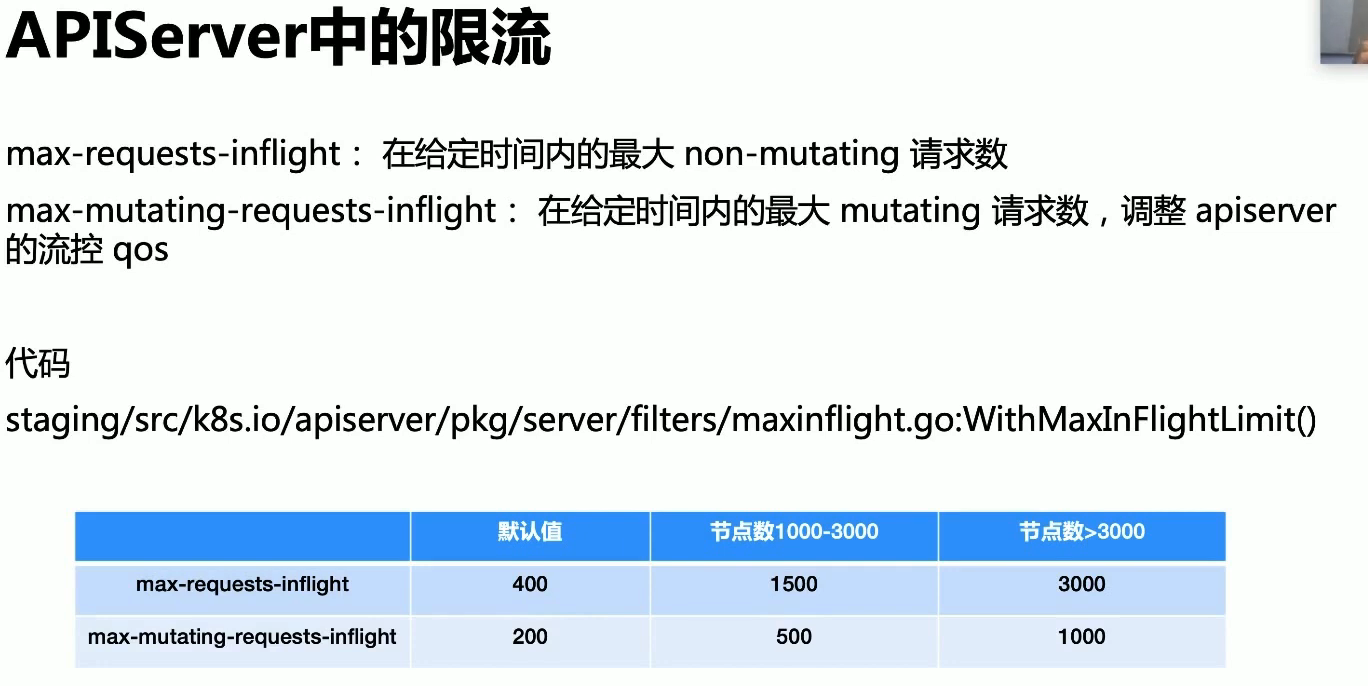 APIServer中的限流
max-requests-inflight： 在给定时间内的最大 non-mutating 请求数
max-mutating-requests-inflight： 在给定时间内的最大 mutating 请求数，调整 apiserver
的流控 qos
代码
staging/src/k8s.io/apiserver/pkg/server/filters/maxinflight.go:WithMaxInFlightLimit()
默认值 节点数1000-3000 节点数>3000
max-requests-inflight 400 1500 3000
max-mutating-requests-inflight 200 500 1000